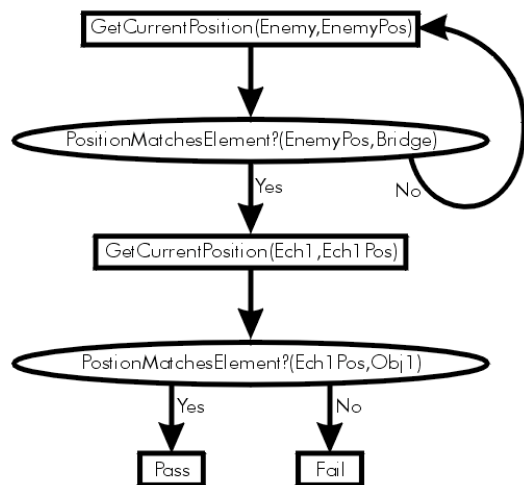 GetCurrentPosition(Enemy,EnemyPos)
PositionMatchesElement?(EnemyPos,Bridge)
Yes
No
GetCurrentPosition(Ech1,Ech1Pos)
PostionMatchesElement?(Ech1Pos,Obj1)
Yes
No
Pass
Fail